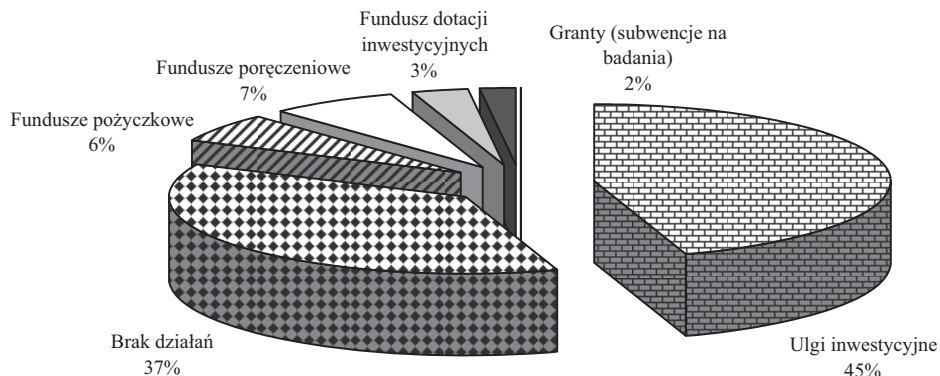 Fundusz dotacji
inwestycyjnych
3%
Granty (subwencje na
badania)
2%
Fundusze poręczeniowe
7%
Fundusze pożyczkowe
6%
Brak działań
37%
Ulgi inwestycyjne
45%